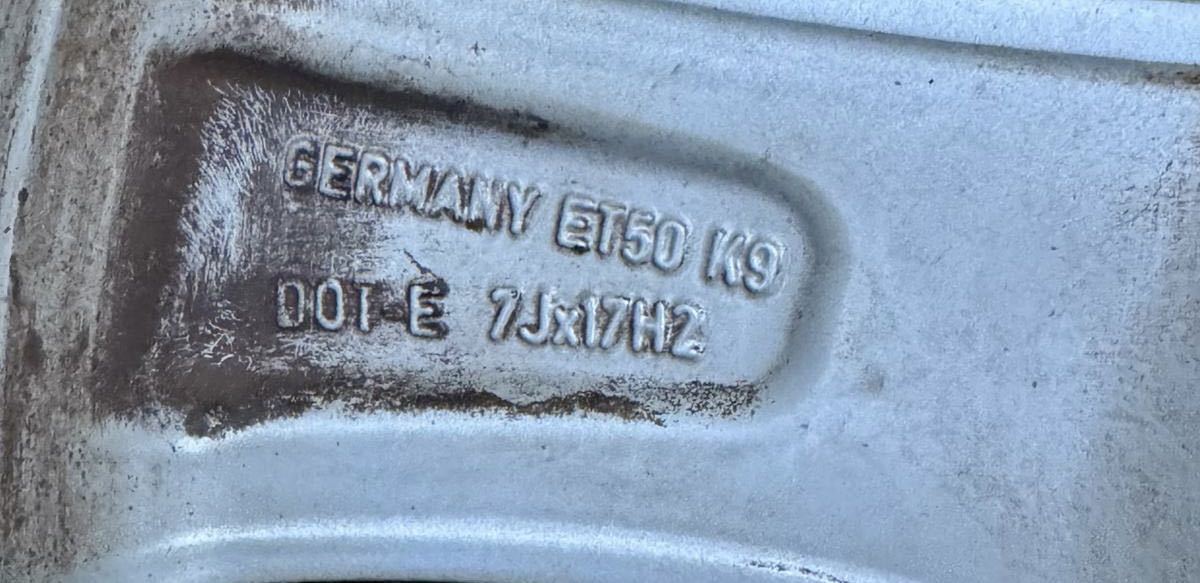 GERMANY ET50 K9
DOT-E 7Jx17H2